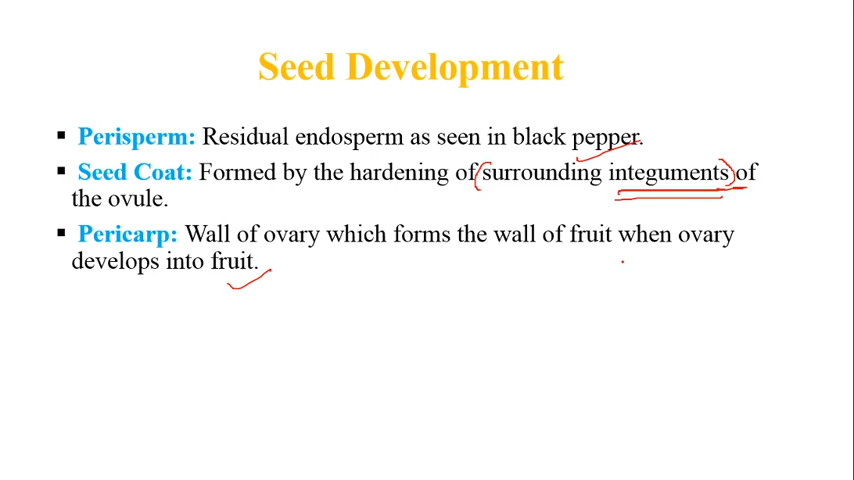 Seed Development
▪ Perisperm: Residual endosperm as seen in black pepper.
▪ Seed Coat: Formed by the hardening of surrounding integuments of
the ovule.
▪ Pericarp: Wall of ovary which forms the wall of fruit when ovary
develops into fruit.